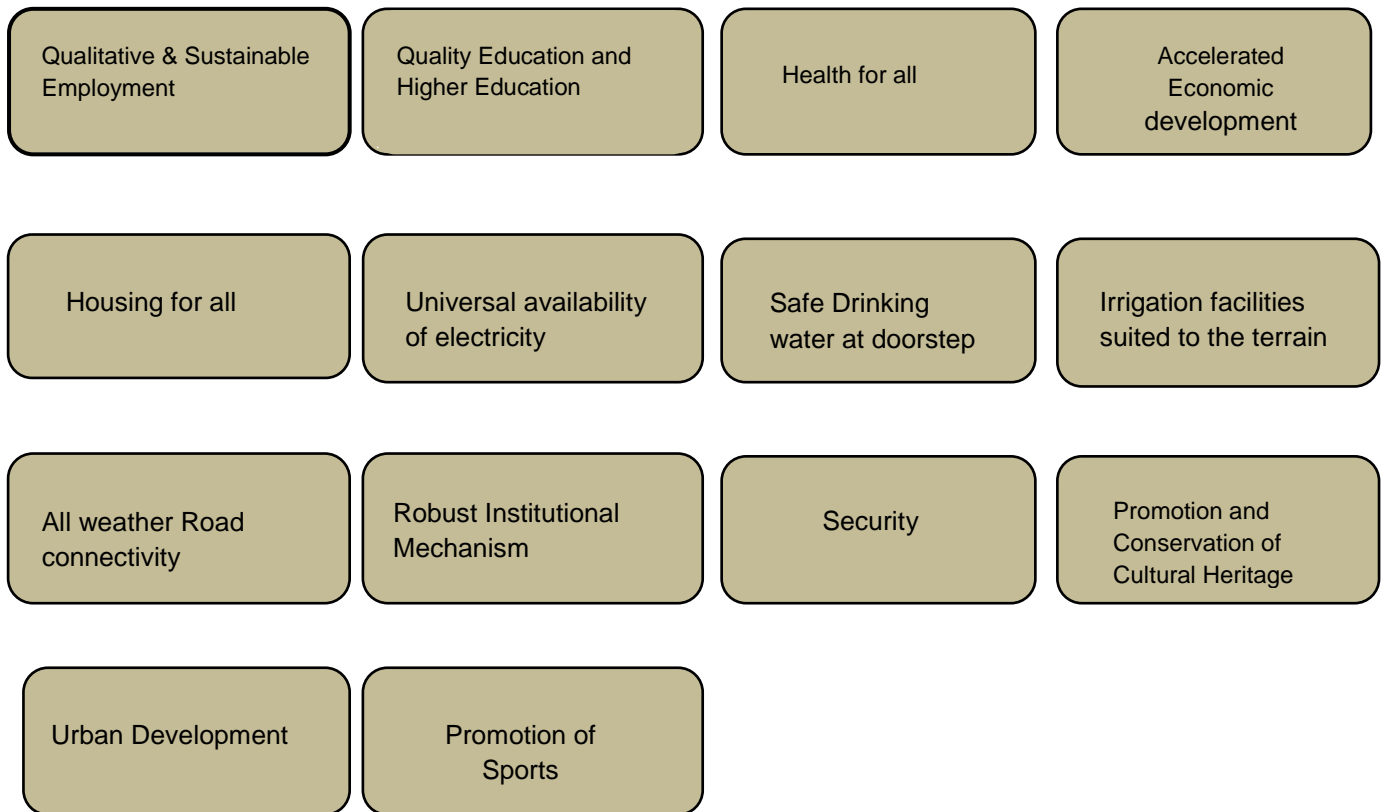 Qualitative & Sustainable
Employment
Quality Education and
Higher Education
Health for all
Accelerated
Economic
development
Housing for all
Universal availability
of electricity
Safe Drinking
water at doorstep
Irrigation facilities
suited to the terrain
All weather Road
connectivity
Robust Institutional
Mechanism
Security
Promotion and
Conservation of
Cultural Heritage
Urban Development
Promotion of
Sports